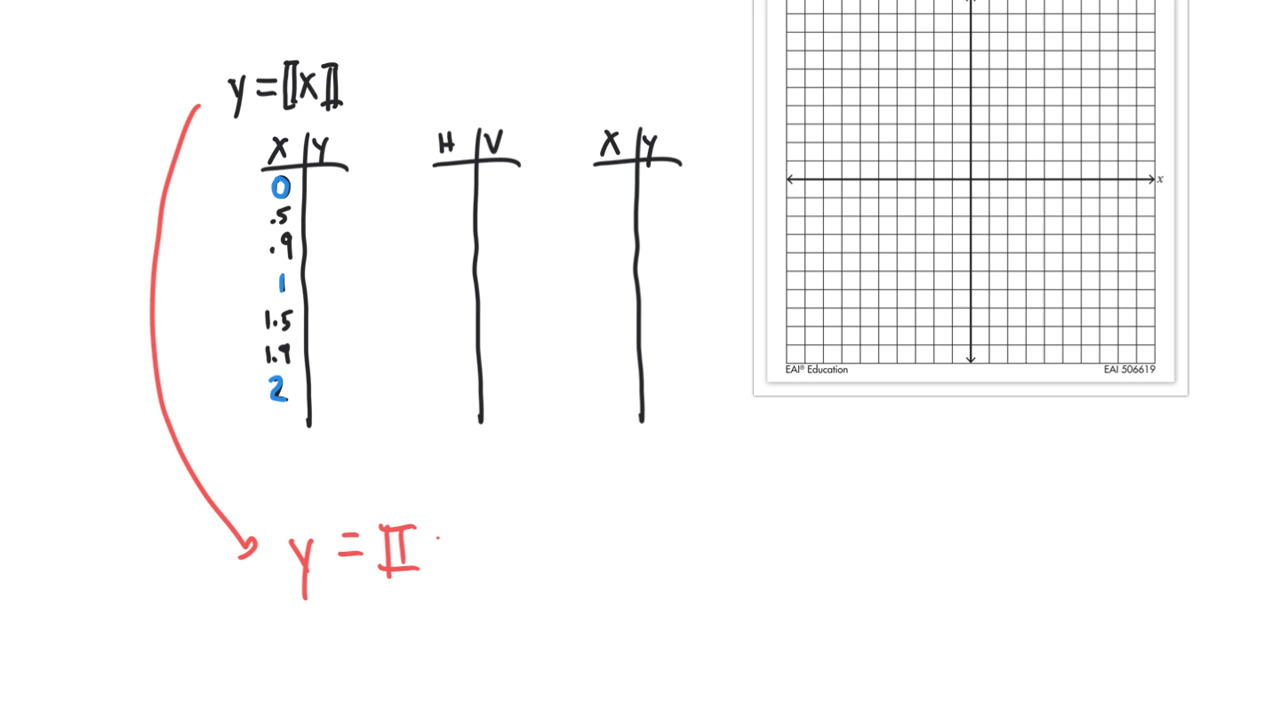 y = ⟦x⟧
X | Y
H | V
X | Y
0
.5
.9
1
1.5
1.9
2
x
EAI® Education
EAI 506619
y = ⟦